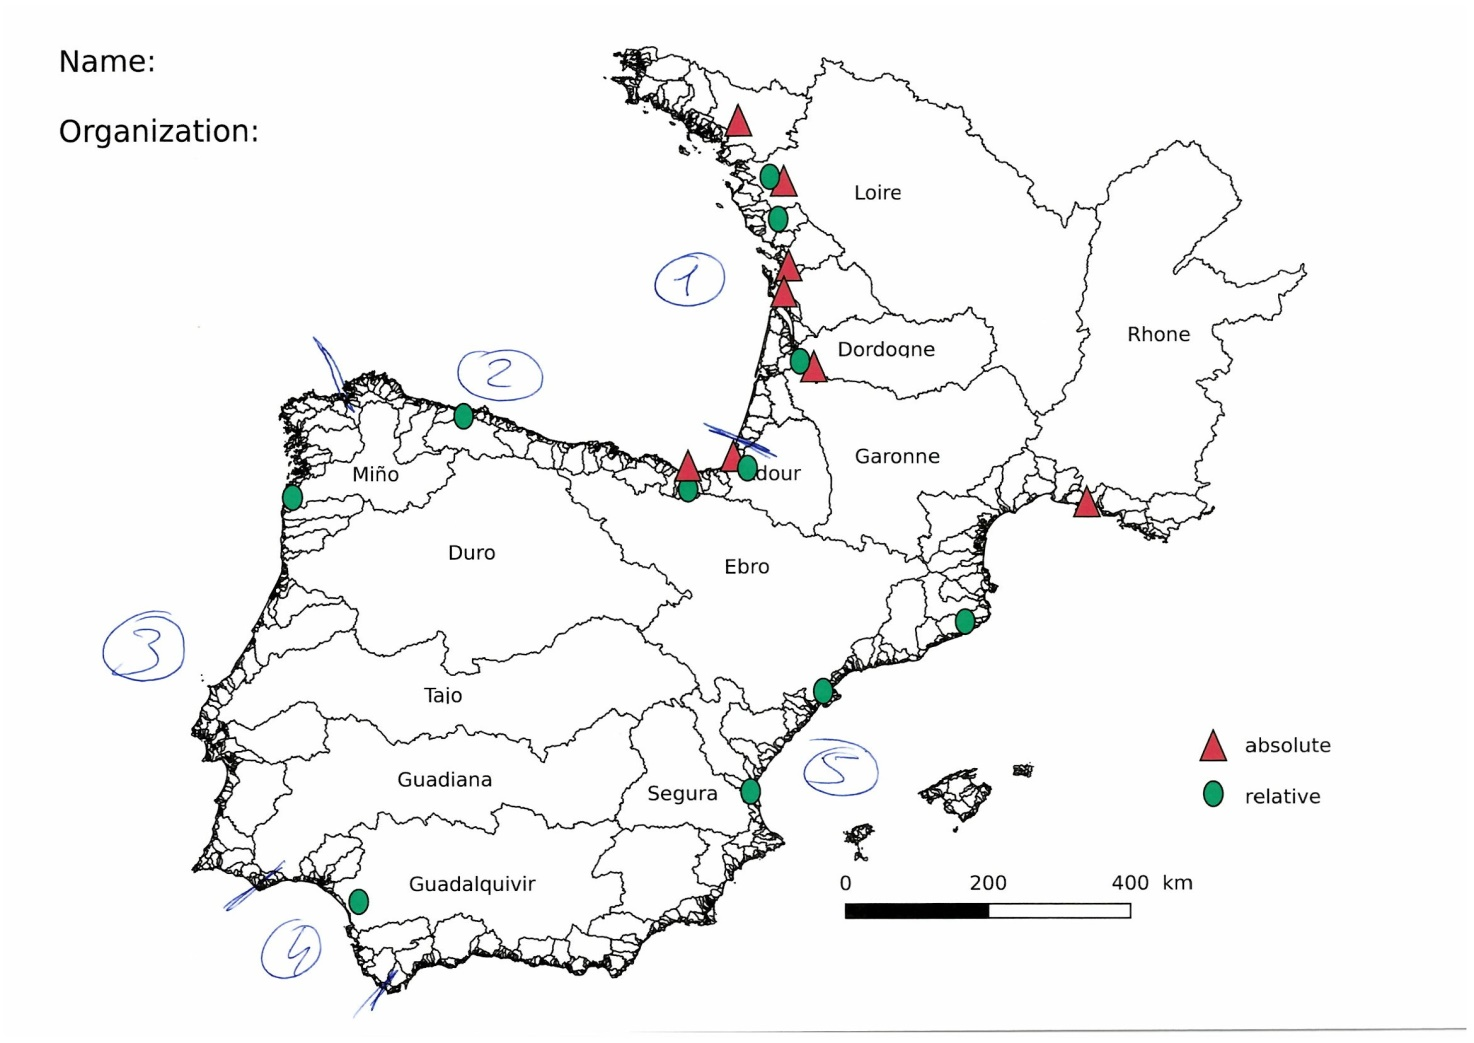 Name:
Organization:
Loire
1
Rhone
Dordogne
2
Garonne
dour
Miño
Duro
Ebro
3
Tajo
absolute
5
Guadiana
Segura
relative
Guadalquivir
0 200 400 km
4